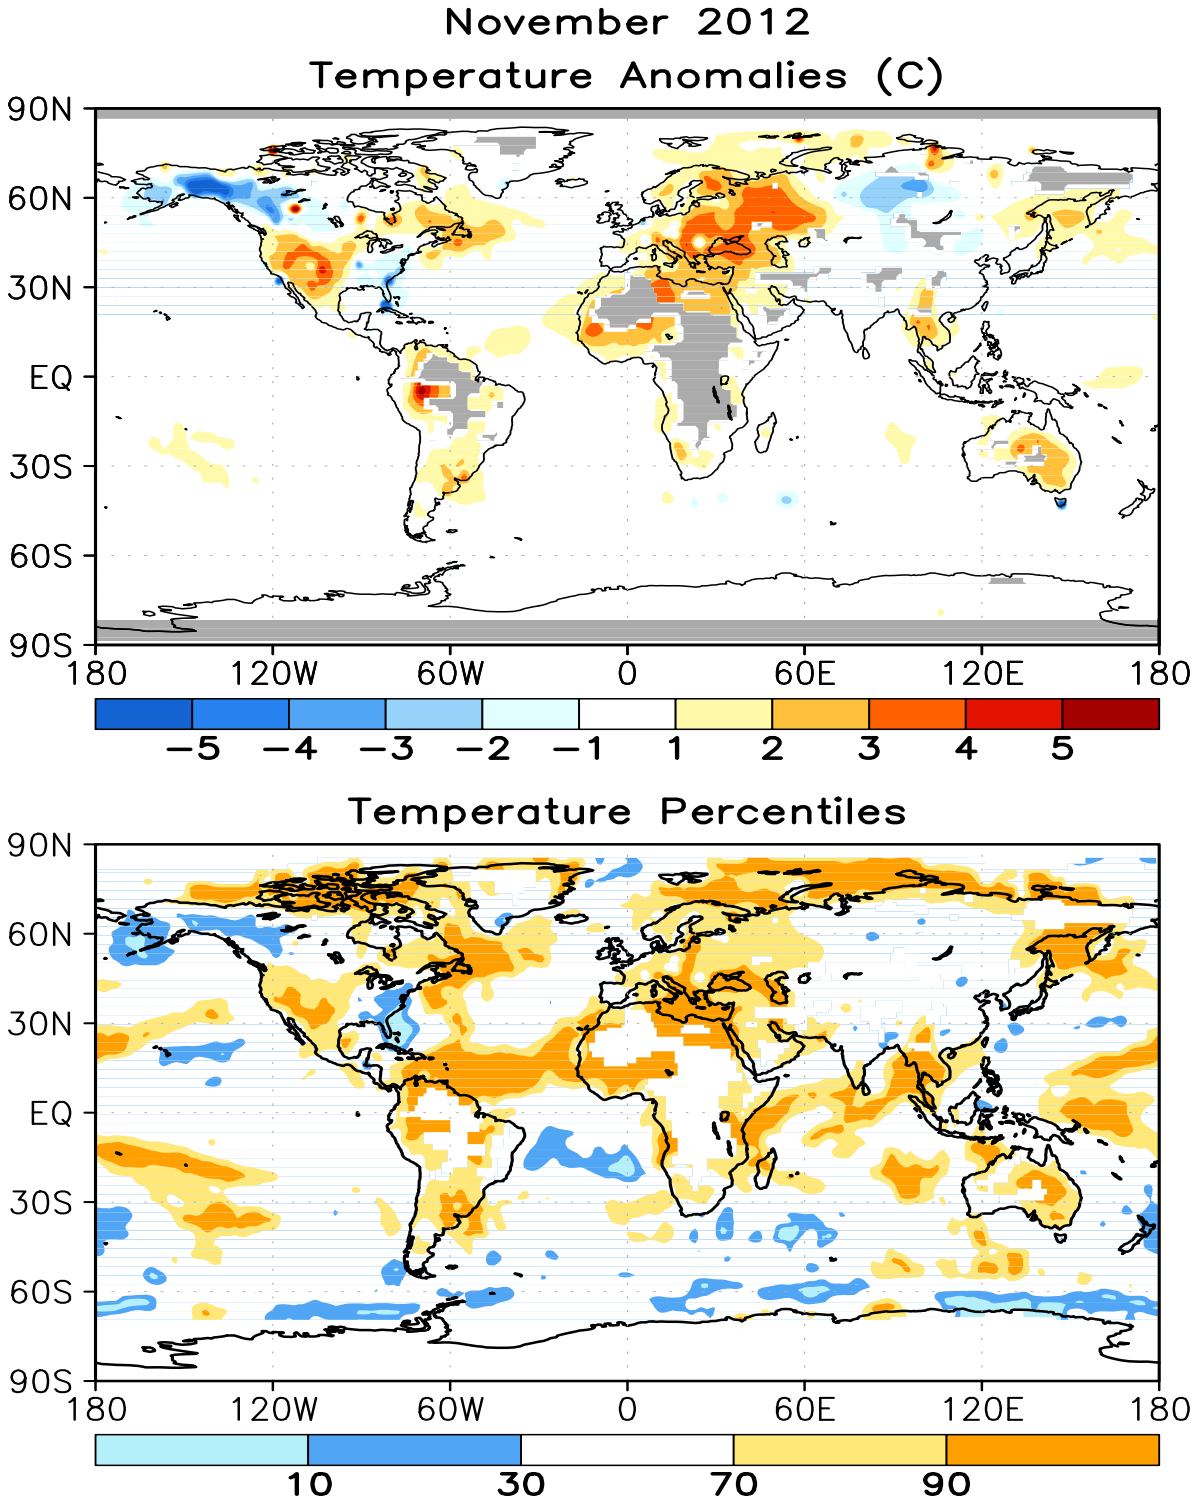 November 2012
Temperature Anomalies (C)
90N
60N
30N
EQ
30S
60S
90S
180 120W 60W 0 60E 120E 180
−5 −4 −3 −2 −1 1 2 3 4 5
Temperature Percentiles
90N
60N
30N
EQ
30S
60S
90S
180 120W 60W 0 60E 120E 180
10 30 70 90